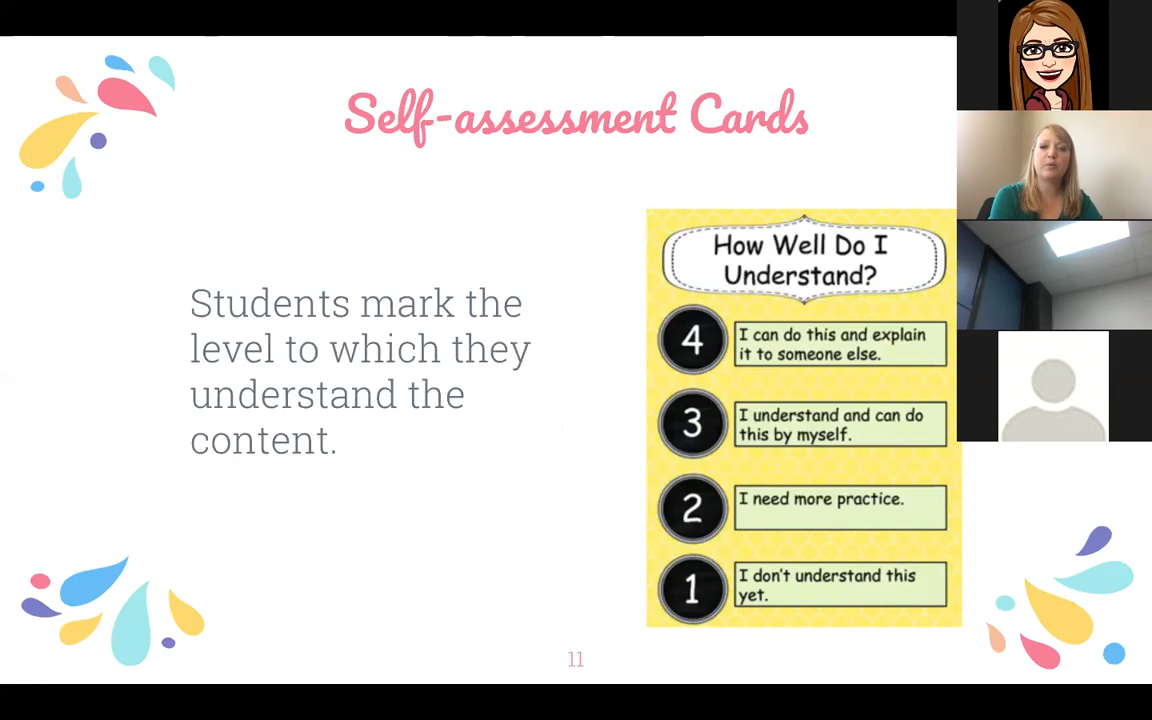 Self-assessment Cards
Students mark the
level to which they
understand the
content.
How Well Do I
Understand?
4
I can do this and explain
it to someone else.
3
I understand and can do
this by myself.
2
I need more practice.
1
I don't understand this
yet.
11